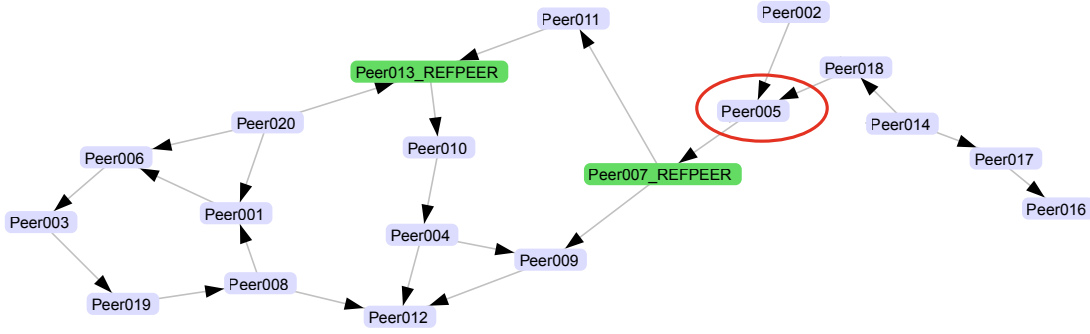 Peer002
Peer011
Peer018
Peer013_REFPEER
Peer005
Peer020
Peer014
Peer010
Peer006
Peer017
Peer007_REFPEER
Peer016
Peer001
Peer003
Peer004
Peer009
Peer008
Peer019
Peer012